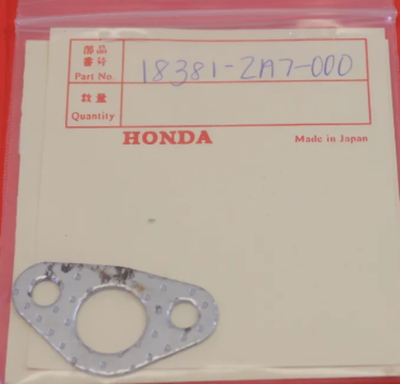 部品
番号
Part No. 18381-ZA7-000
数量
Quantity
HONDA Made in Japan